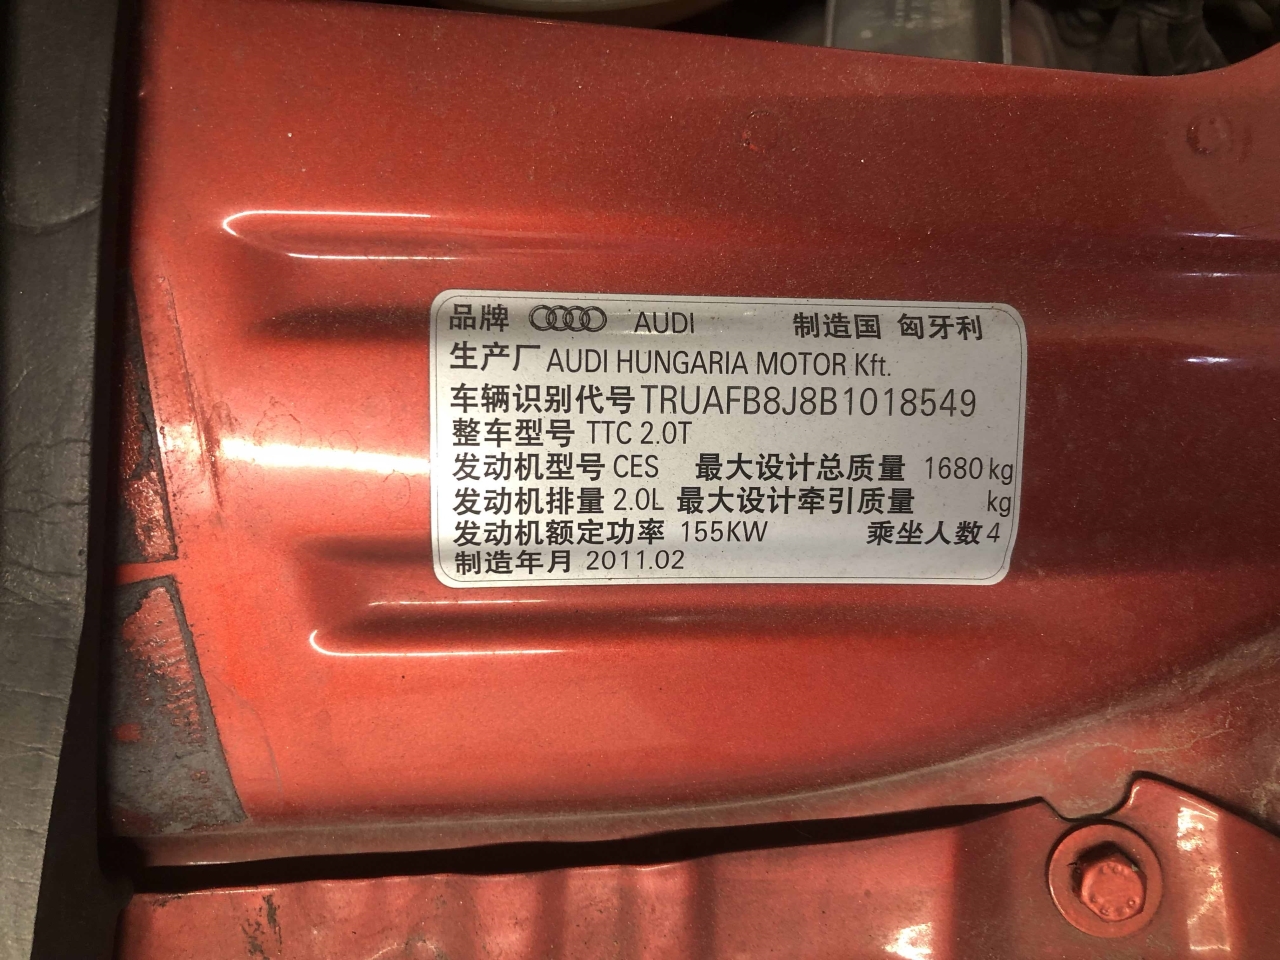 品牌 AUDI 制造国 匈牙利
生产厂 AUDI HUNGARIA MOTOR Kft.
车辆识别代号 TRUAFB8J8B1018549
整车型号 TTC 2.0T
发动机型号 CES 最大设计总质量 1680 kg
发动机排量 2.0L 最大设计牵引质量 kg
发动机额定功率 155KW 乘坐人数 4
制造年月 2011.02